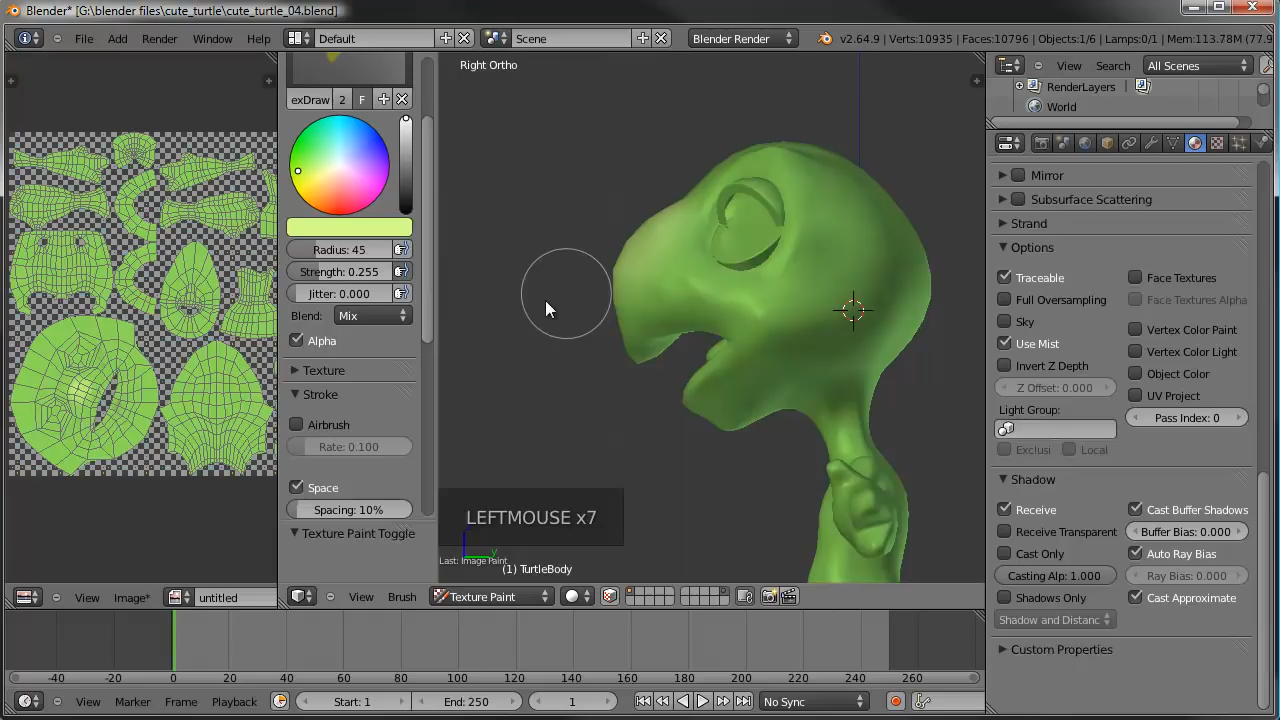 Blender* [G:\blender files\cute_turtle\cute_turtle_04.blend]
File Add Render Window Help Default Scene Blender Render v2.64.9 | Verts:10935 | Faces:10796 | Objects:1/6 | Lamps:0/1 | Mem:113.78M (77.9
exDraw 2 F
Radius: 45
Strength: 0.255
Jitter: 0.000
Blend: Mix
Alpha
Texture
Stroke
Airbrush
Rate: 0.100
Space
Spacing: 10%
Texture Paint Toggle
Right Ortho
LEFTMOUSE x7
y
Last: Image Paint
(1) TurtleBody
View Search All Scenes
RenderLayers
World
Mirror
Subsurface Scattering
Strand
Options
Traceable Face Textures
Full Oversampling Face Textures Alpha
Sky
Vertex Color Paint
Use Mist
Vertex Color Light
Invert Z Depth
Object Color
Z Offset: 0.000
UV Project
Light Group:
Pass Index: 0
Exclusi Local
Shadow
Receive Cast Buffer Shadows
Receive Transparent Buffer Bias: 0.000
Cast Only Auto Ray Bias
Casting Alp: 1.000 Ray Bias: 0.000
Shadows Only Cast Approximate
Shadow and Distanc
Custom Properties
View Image* untitled
View Brush Texture Paint
-40 -20 0 20 40 60 80 100 120 140 160 180 200 220 240 260
View Marker Frame Playback Start: 1 End: 250 1 No Sync